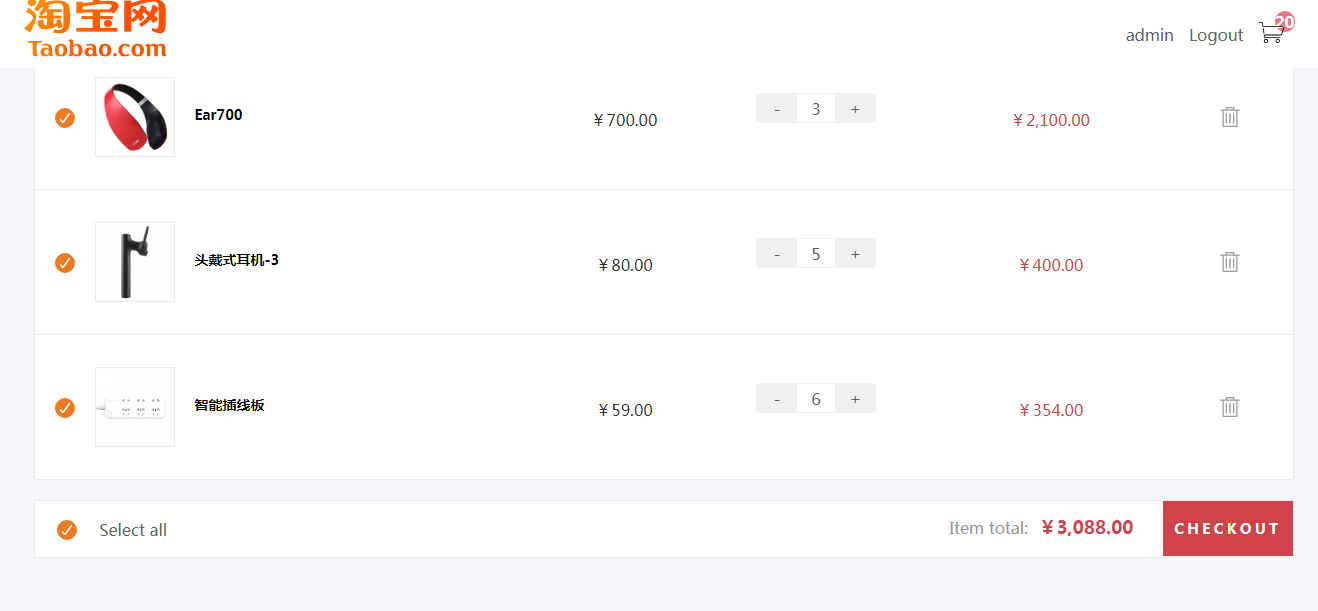 淘宝网
Taobao.com
admin Logout 20
Ear700 ¥700.00 - 3 + ¥2,100.00
头戴式耳机-3 ¥80.00 - 5 + ¥400.00
智能插线板 ¥59.00 - 6 + ¥354.00
Select all Item total: ¥3,088.00 CHECKOUT